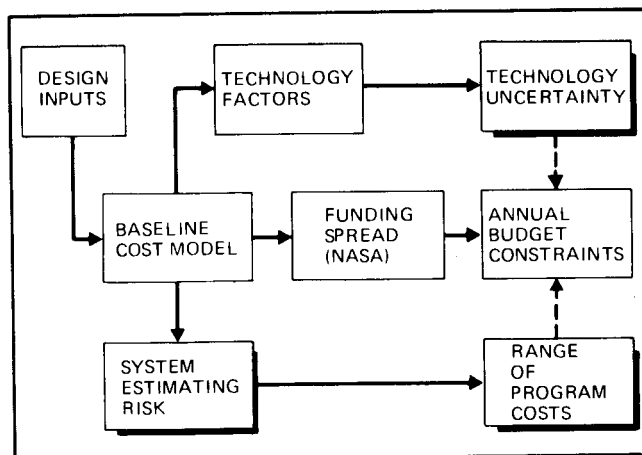 DESIGN
INPUTS
TECHNOLOGY
FACTORS
TECHNOLOGY
UNCERTAINTY
BASELINE
COST MODEL
FUNDING
SPREAD
(NASA)
ANNUAL
BUDGET
CONSTRAINTS
SYSTEM
ESTIMATING
RISK
RANGE
OF
PROGRAM
COSTS